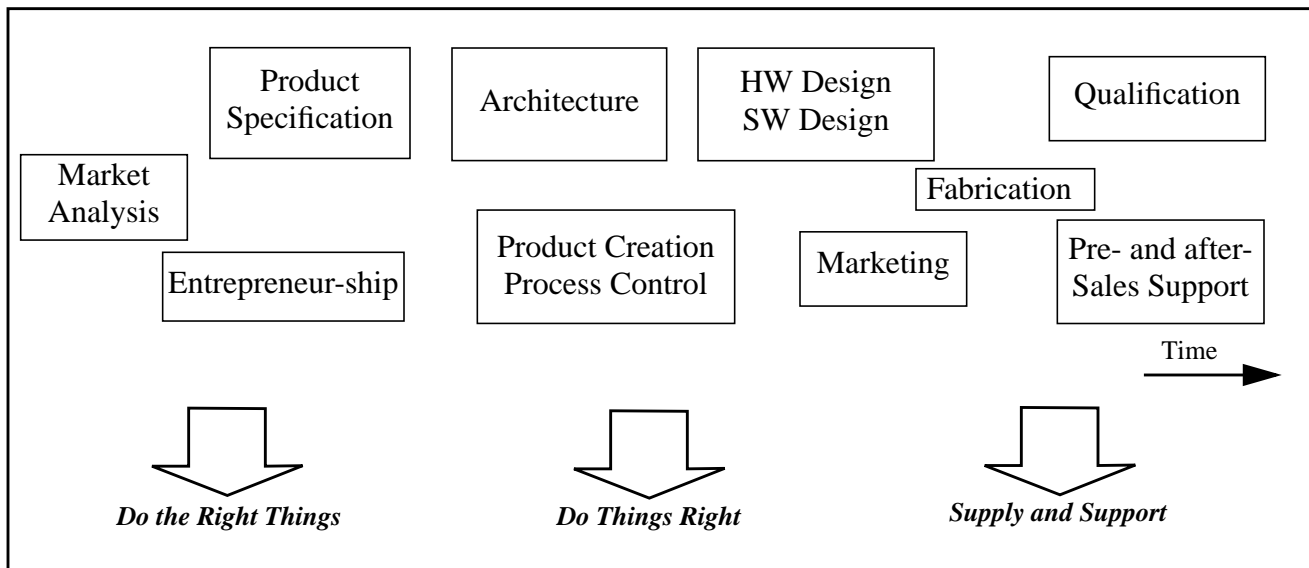 Product
Specification
Architecture
HW Design
SW Design
Qualification
Market
Analysis
Fabrication
Entrepreneur-ship
Product Creation
Process Control
Marketing
Pre- and after-
Sales Support
Time
Do the Right Things
Do Things Right
Supply and Support